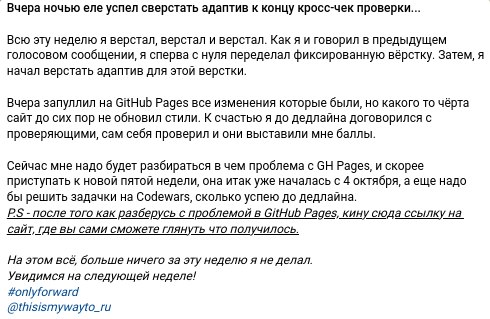 Вчера ночью еле успел сверстать адаптив к концу кросс-чек проверки...
Всю эту неделю я верстал, верстал и верстал. Как я и говорил в предыдущем
голосовом сообщении, я сперва с нуля переделал фиксированную вёрстку. Затем, я
начал верстать адаптив для этой верстки.
Вчера запуллил на GitHub Pages все изменения которые были, но какого то чёрта
сайт до сих пор не обновил стили. К счастью я до дедлайна договорился с
проверяющими, сам себя проверил и они выставили мне баллы.
Сейчас мне надо будет разбираться в чем проблема с GH Pages, и скорее
приступать к новой пятой недели, она итак уже началась с 4 октября, а еще надо
бы решить задачки на Codewars, сколько успею до дедлайна.
P.S - после того как разберусь с проблемой в GitHub Pages, кину сюда ссылку на
сайт, где вы сами сможете глянуть что получилось.
На этом всё, больше ничего за эту неделю я не делал.
Увидимся на следующей неделе!
#onlyforward
@thisismywayto_ru